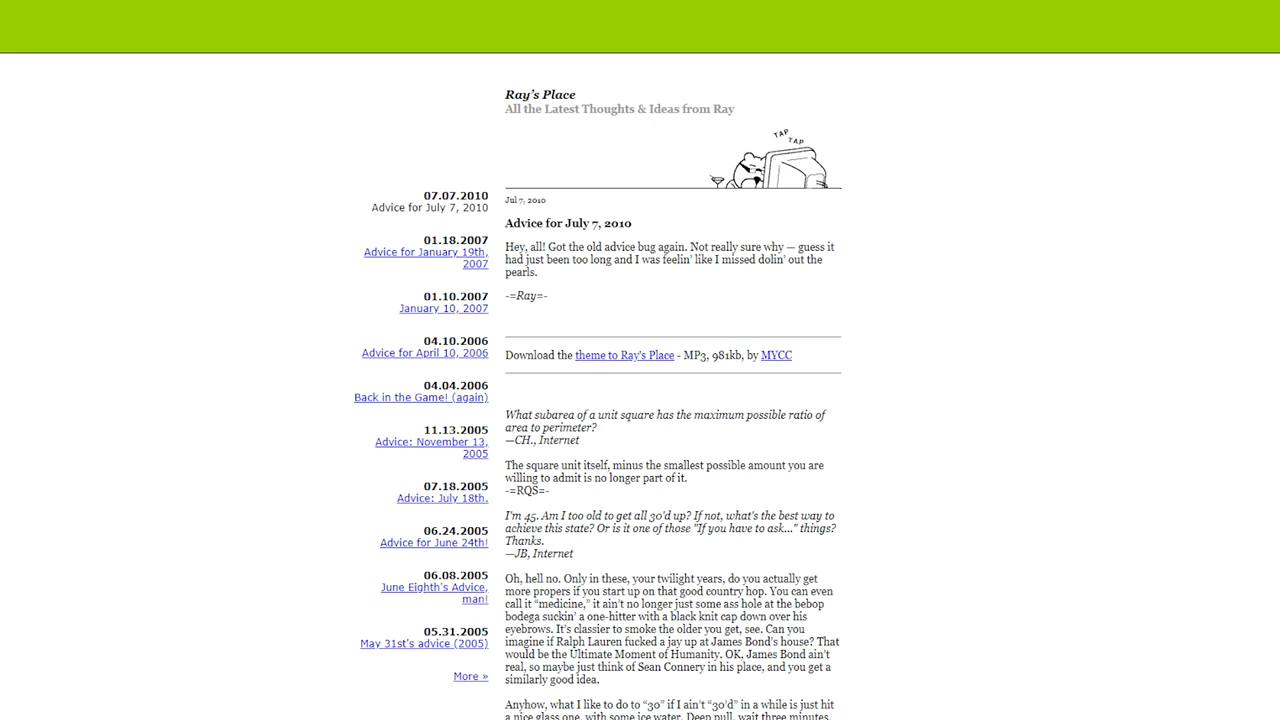 Ray's Place
All the Latest Thoughts & Ideas from Ray
TAP
TAP
07.07.2010
Advice for July 7, 2010
01.18.2007
Advice for January 19th,
2007
01.10.2007
January 10, 2007
04.10.2006
Advice for April 10, 2006
04.04.2006
Back in the Game! (again)
11.13.2005
Advice: November 13,
2005
07.18.2005
Advice: July 18th.
06.24.2005
Advice for June 24th!
06.08.2005
June Eighth's Advice,
man!
05.31.2005
May 31st's advice (2005)
More »
Jul 7, 2010
Advice for July 7, 2010
Hey, all! Got the old advice bug again. Not really sure why — guess it
had just been too long and I was feelin' like I missed dolin' out the
pearls.
-=Ray=-
Download the theme to Ray's Place - MP3, 981kb, by MYCC
What subarea of a unit square has the maximum possible ratio of
area to perimeter?
—CH., Internet
The square unit itself, minus the smallest possible amount you are
willing to admit is no longer part of it.
-=RQS=-
I'm 45. Am I too old to get all 30'd up? If not, what's the best way to
achieve this state? Or is it one of those "If you have to ask..." things?
Thanks.
—JB, Internet
Oh, hell no. Only in these, your twilight years, do you actually get
more propers if you start up on that good country hop. You can even
call it “medicine,” it ain't no longer just some ass hole at the bebop
bodega suckin' a one-hitter with a black knit cap down over his
eyebrows. It's classier to smoke the older you get, see. Can you
imagine if Ralph Lauren fucked a jay up at James Bond's house? That
would be the Ultimate Moment of Humanity. OK, James Bond ain't
real, so maybe just think of Sean Connery in his place, and you get a
similarly good idea.
Anyhow, what I like to do to “30” if I ain't “30'd” in a while is just hit
a nice glass one, with some ice water. Deep pull, wait three minutes,